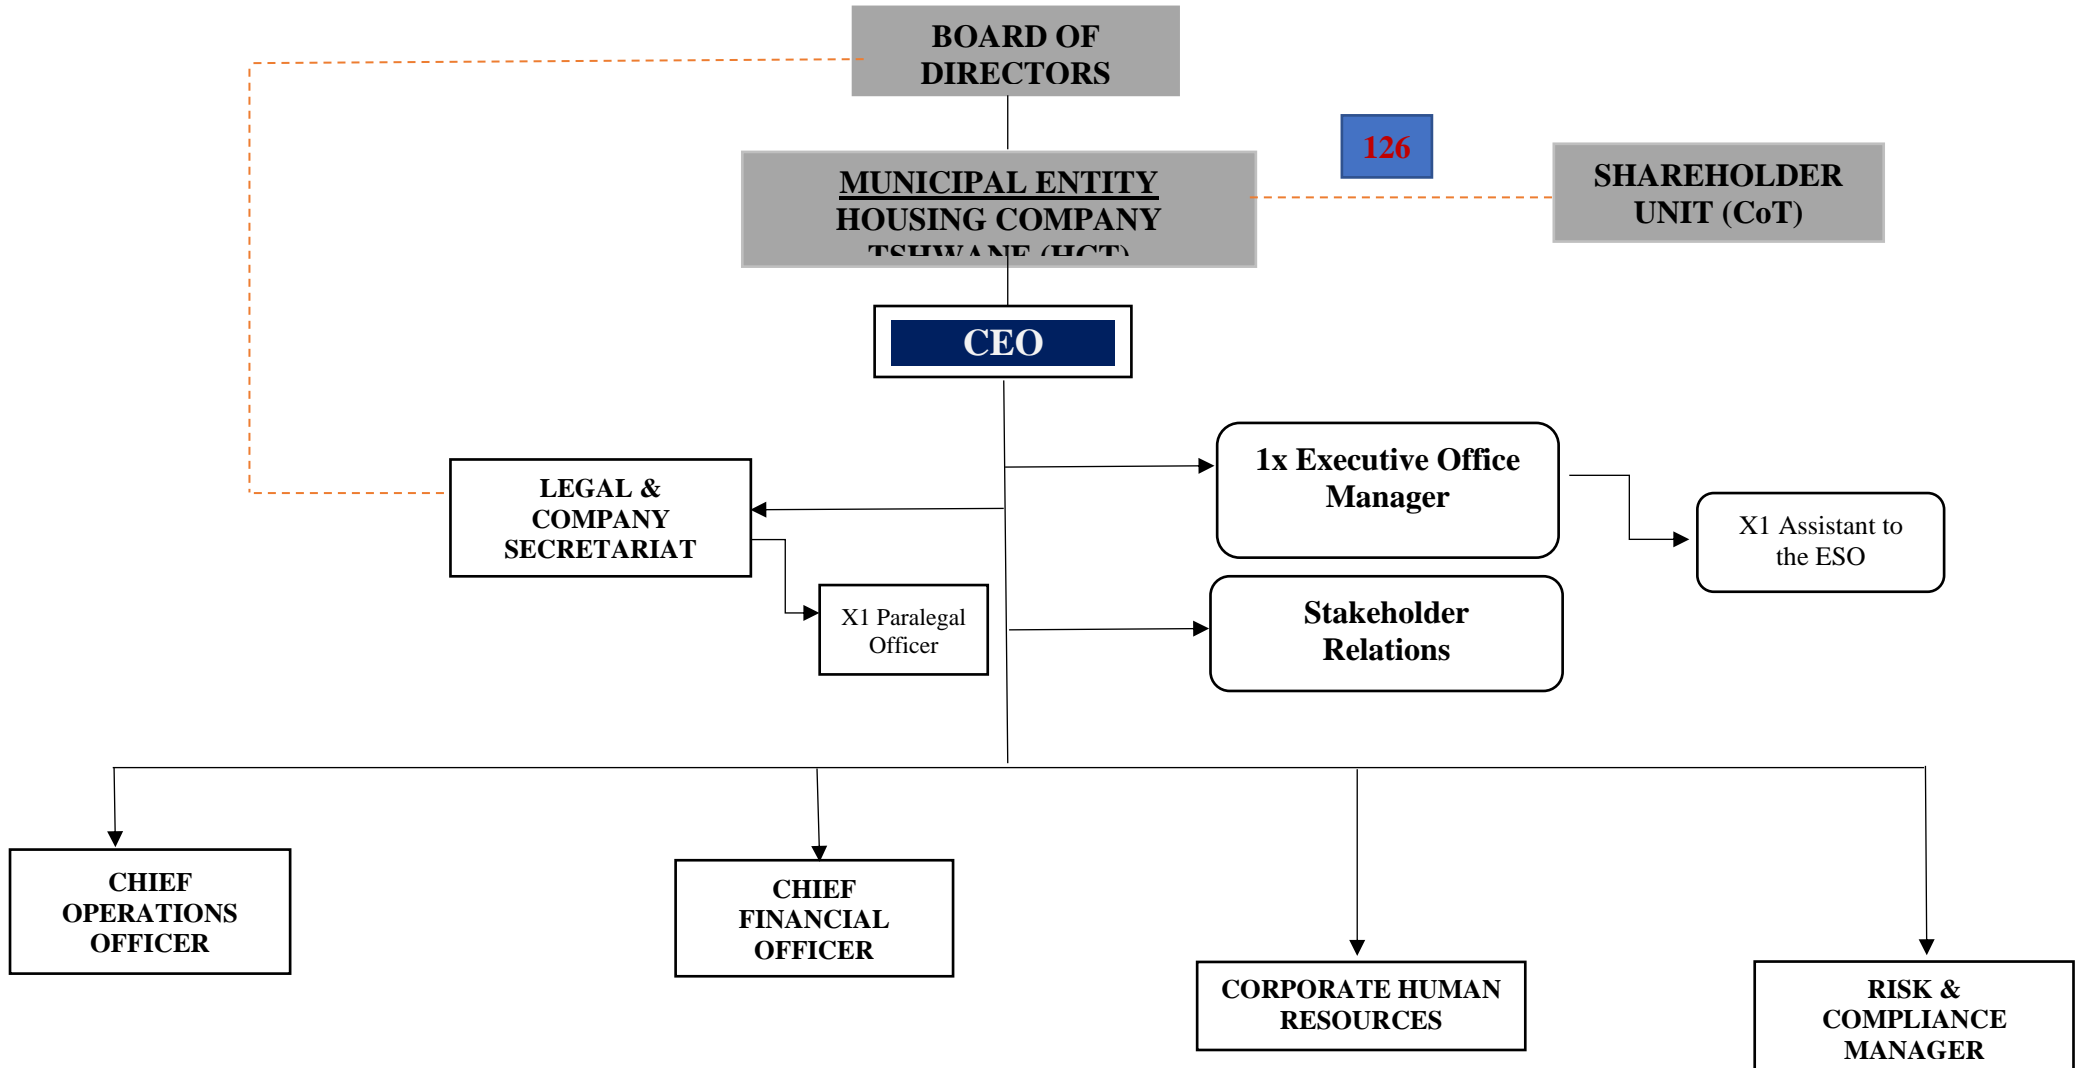 BOARD OF
DIRECTORS
126
MUNICIPAL ENTITY
HOUSING COMPANY
TSHWANE (HCT)
SHAREHOLDER
UNIT (CoT)
CEO
1x Executive Office
Manager
LEGAL &
COMPANY
SECRETARIAT
X1 Assistant to
the ESO
X1 Paralegal
Officer
Stakeholder
Relations
CHIEF
OPERATIONS
OFFICER
CHIEF
FINANCIAL
OFFICER
CORPORATE HUMAN
RESOURCES
RISK &
COMPLIANCE
MANAGER